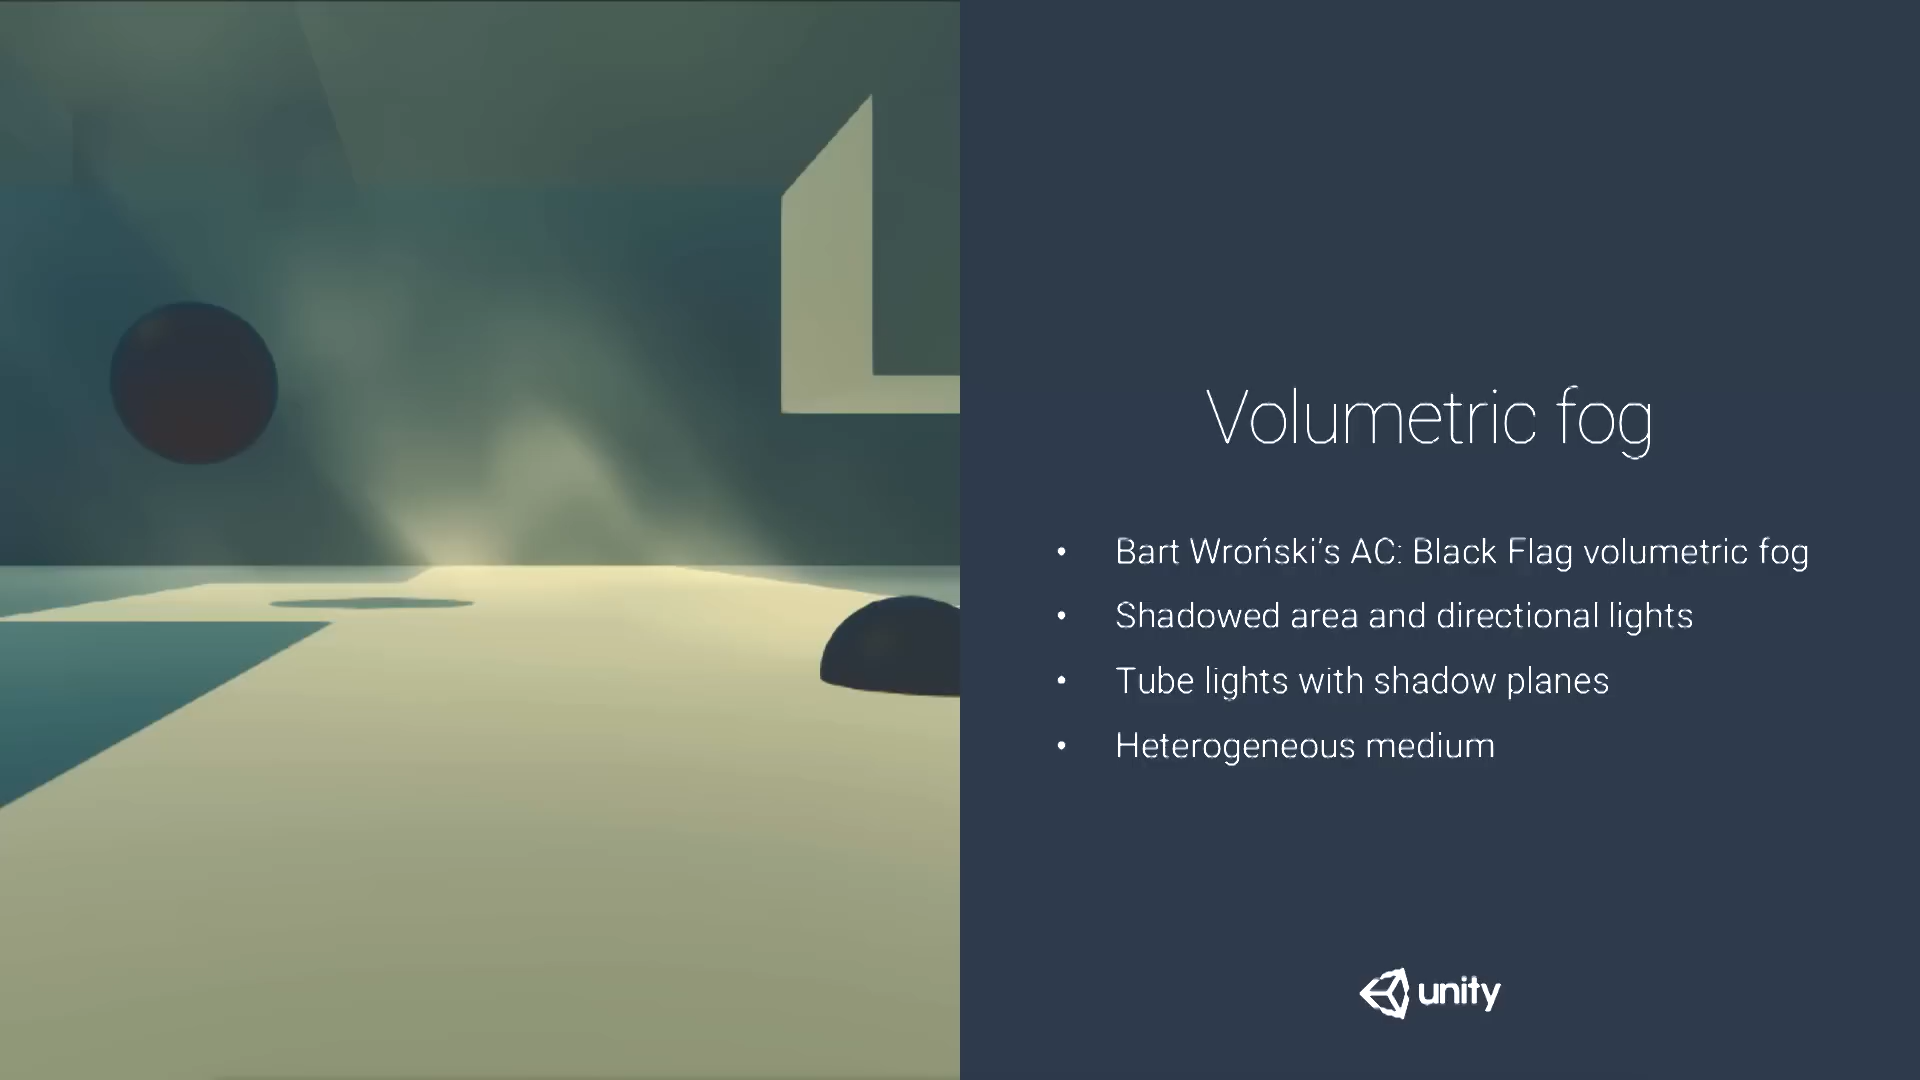 Volumetric fog
• Bart Wroński's AC: Black Flag volumetric fog
• Shadowed area and directional lights
• Tube lights with shadow planes
• Heterogeneous medium
unity